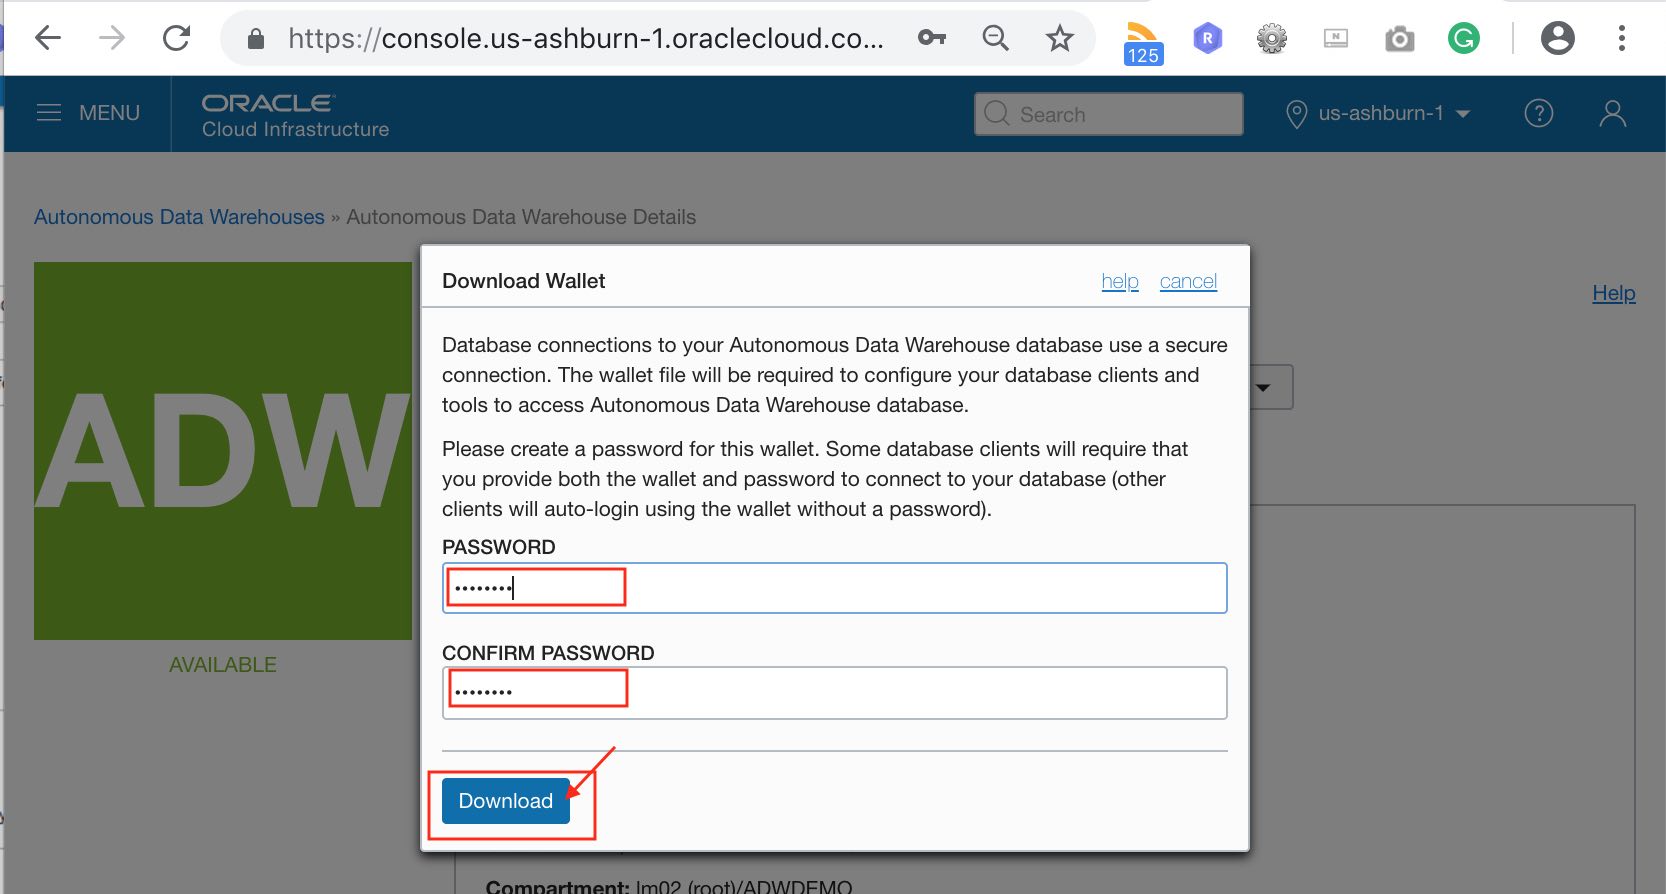 https://console.us-ashburn-1.oraclecloud.co...
125
R
N
G
MENU
ORACLE
Cloud Infrastructure
Search
us-ashburn-1
?
Autonomous Data Warehouses » Autonomous Data Warehouse Details
ADW
AVAILABLE
Help
Download Wallet
help
cancel
Database connections to your Autonomous Data Warehouse database use a secure
connection. The wallet file will be required to configure your database clients and
tools to access Autonomous Data Warehouse database.
Please create a password for this wallet. Some database clients will require that
you provide both the wallet and password to connect to your database (other
clients will auto-login using the wallet without a password).
PASSWORD
••••••••
CONFIRM PASSWORD
••••••••
Download
Compartment: lm02 (root)/ADWDEMO